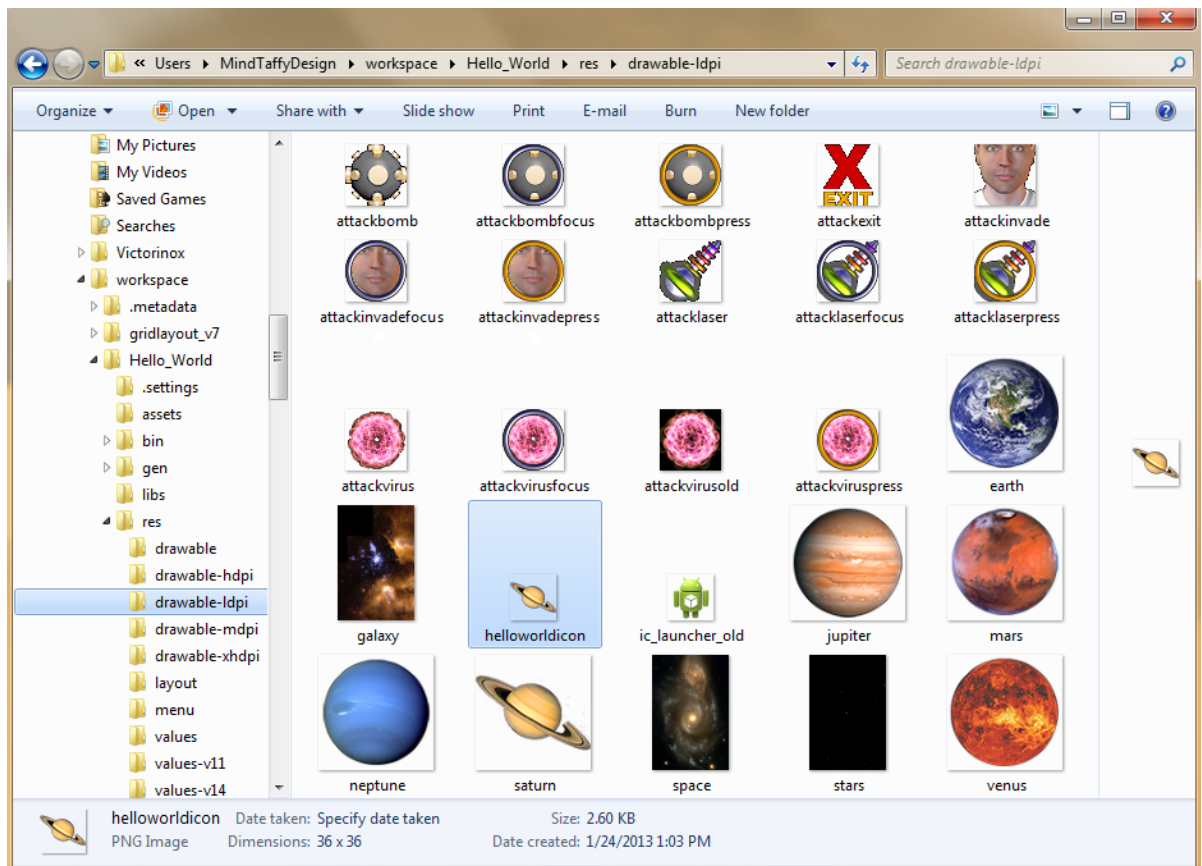 « Users ▸ MindTaffyDesign ▸ workspace ▸ Hello_World ▸ res ▸ drawable-ldpi
Search drawable-ldpi
Organize Open Share with Slide show Print E-mail Burn New folder
My Pictures
My Videos
Saved Games
Searches
Victorinox
workspace
.metadata
gridlayout_v7
Hello_World
.settings
assets
bin
gen
libs
res
drawable
drawable-hdpi
drawable-ldpi
drawable-mdpi
drawable-xhdpi
layout
menu
values
values-v11
values-v14
EXIT
attackbomb attackbombfocus attackbombpress attackexit attackinvade
attackinvadefocus attackinvadepress attacklaser attacklaserfocus attacklaserpress
attackvirus attackvirusfocus attackvirusold attackviruspress earth
galaxy helloworldicon ic_launcher_old jupiter mars
neptune saturn space stars venus
helloworldicon Date taken: Specify date taken Size: 2.60 KB
PNG Image Dimensions: 36 x 36 Date created: 1/24/2013 1:03 PM